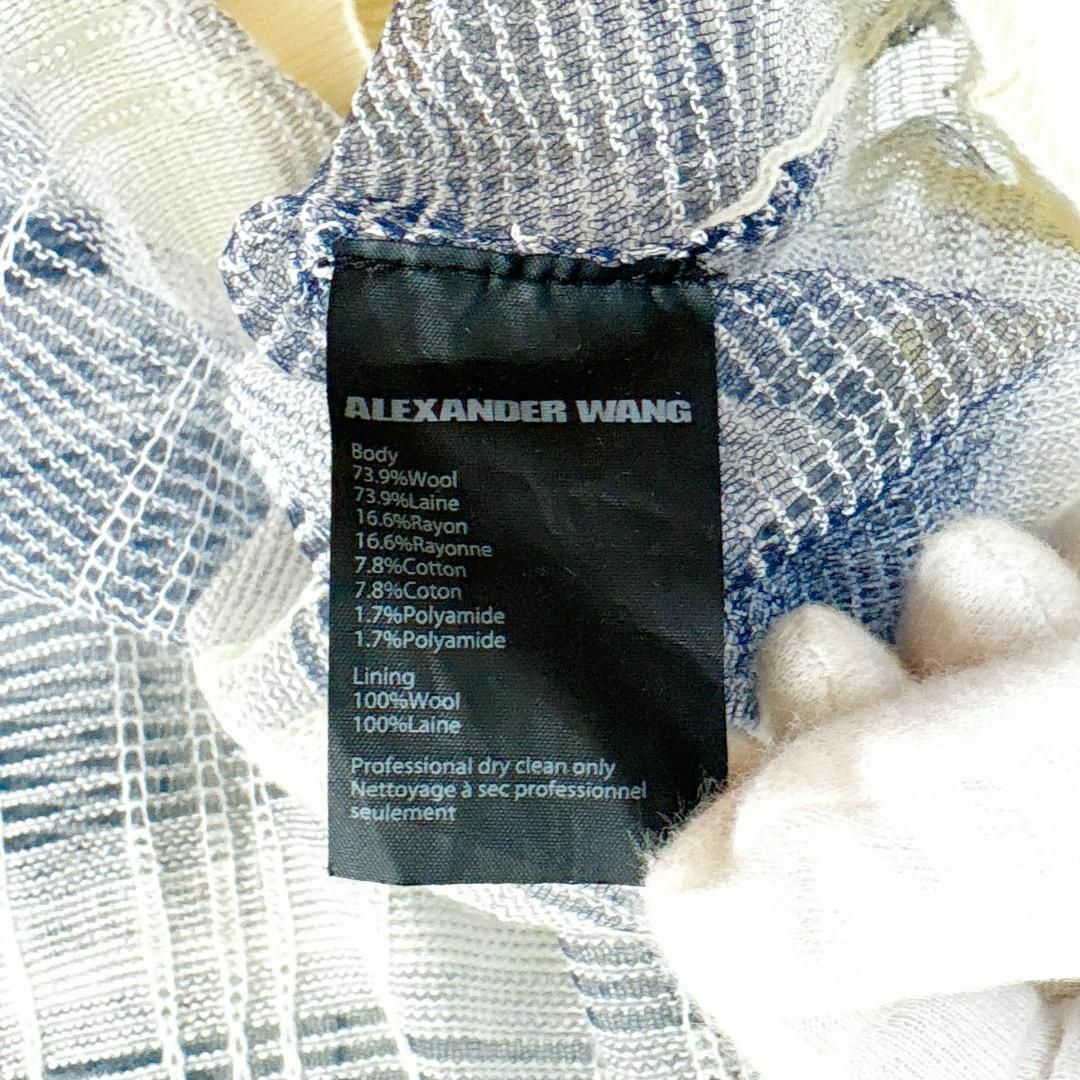 ALEXANDER WANG
Body
73.9%Wool
73.9%Laine
16.6%Rayon
16.6%Rayonne
7.8%Cotton
7.8%Coton
1.7%Polyamide
1.7%Polyamide
Lining
100%Wool
100%Laine
Professional dry clean only
Nettoyage à sec professionnel
seulement